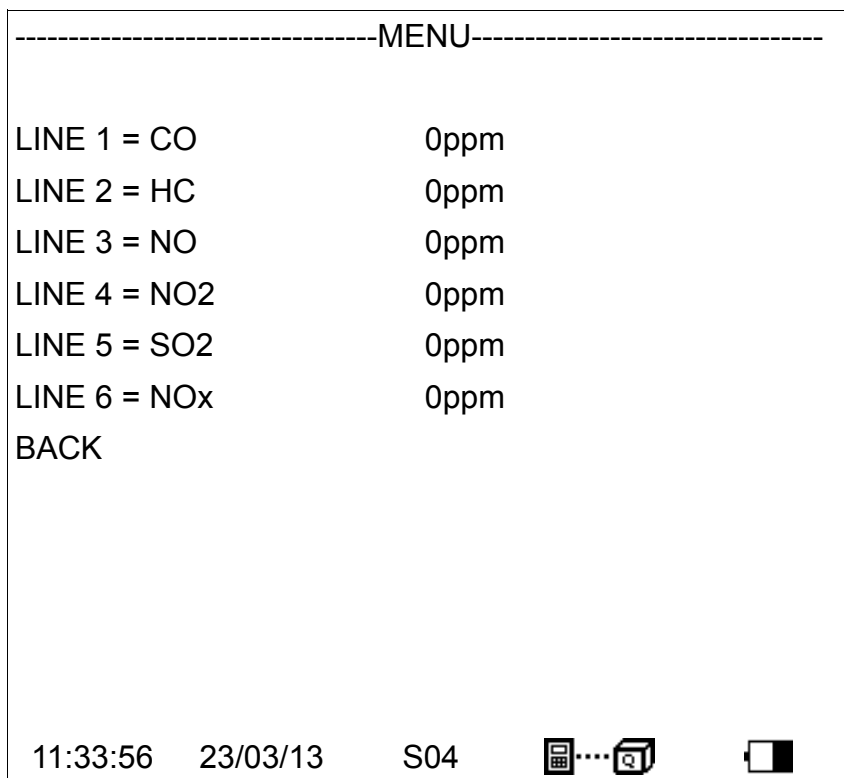 ----------------------------------MENU---------------------------------
LINE 1 = CO 0ppm
LINE 2 = HC 0ppm
LINE 3 = NO 0ppm
LINE 4 = NO2 0ppm
LINE 5 = SO2 0ppm
LINE 6 = NOx 0ppm
BACK
11:33:56 23/03/13 S04 Q